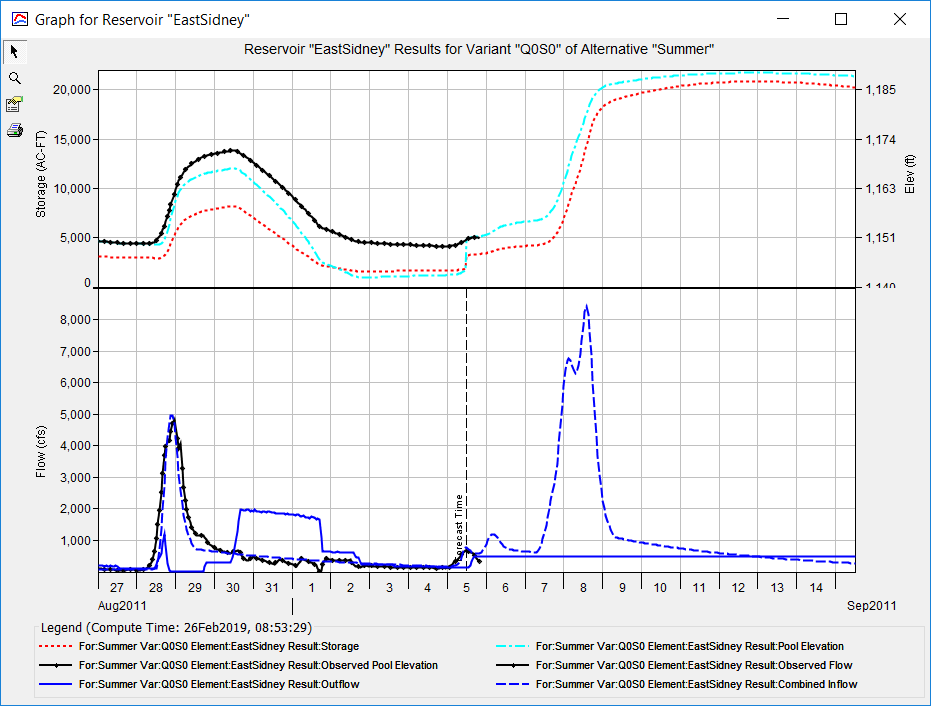 Graph for Reservoir "EastSidney"
Reservoir "EastSidney" Results for Variant "Q0S0" of Alternative "Summer"
Storage (AC-FT)
20,000
15,000
10,000
5,000
0
1,185
1,174
1,163
1,151
1,140
Elev (ft)
Flow (cfs)
8,000
7,000
6,000
5,000
4,000
3,000
2,000
1,000
Forecast Time
27 28 29 30 31 1 2 3 4 5 6 7 8 9 10 11 12 13 14
Aug2011 Sep2011
Legend (Compute Time: 26Feb2019, 08:53:29)
For:Summer Var:Q0S0 Element:EastSidney Result:Storage
For:Summer Var:Q0S0 Element:EastSidney Result:Pool Elevation
For:Summer Var:Q0S0 Element:EastSidney Result:Observed Pool Elevation
For:Summer Var:Q0S0 Element:EastSidney Result:Observed Flow
For:Summer Var:Q0S0 Element:EastSidney Result:Outflow
For:Summer Var:Q0S0 Element:EastSidney Result:Combined Inflow